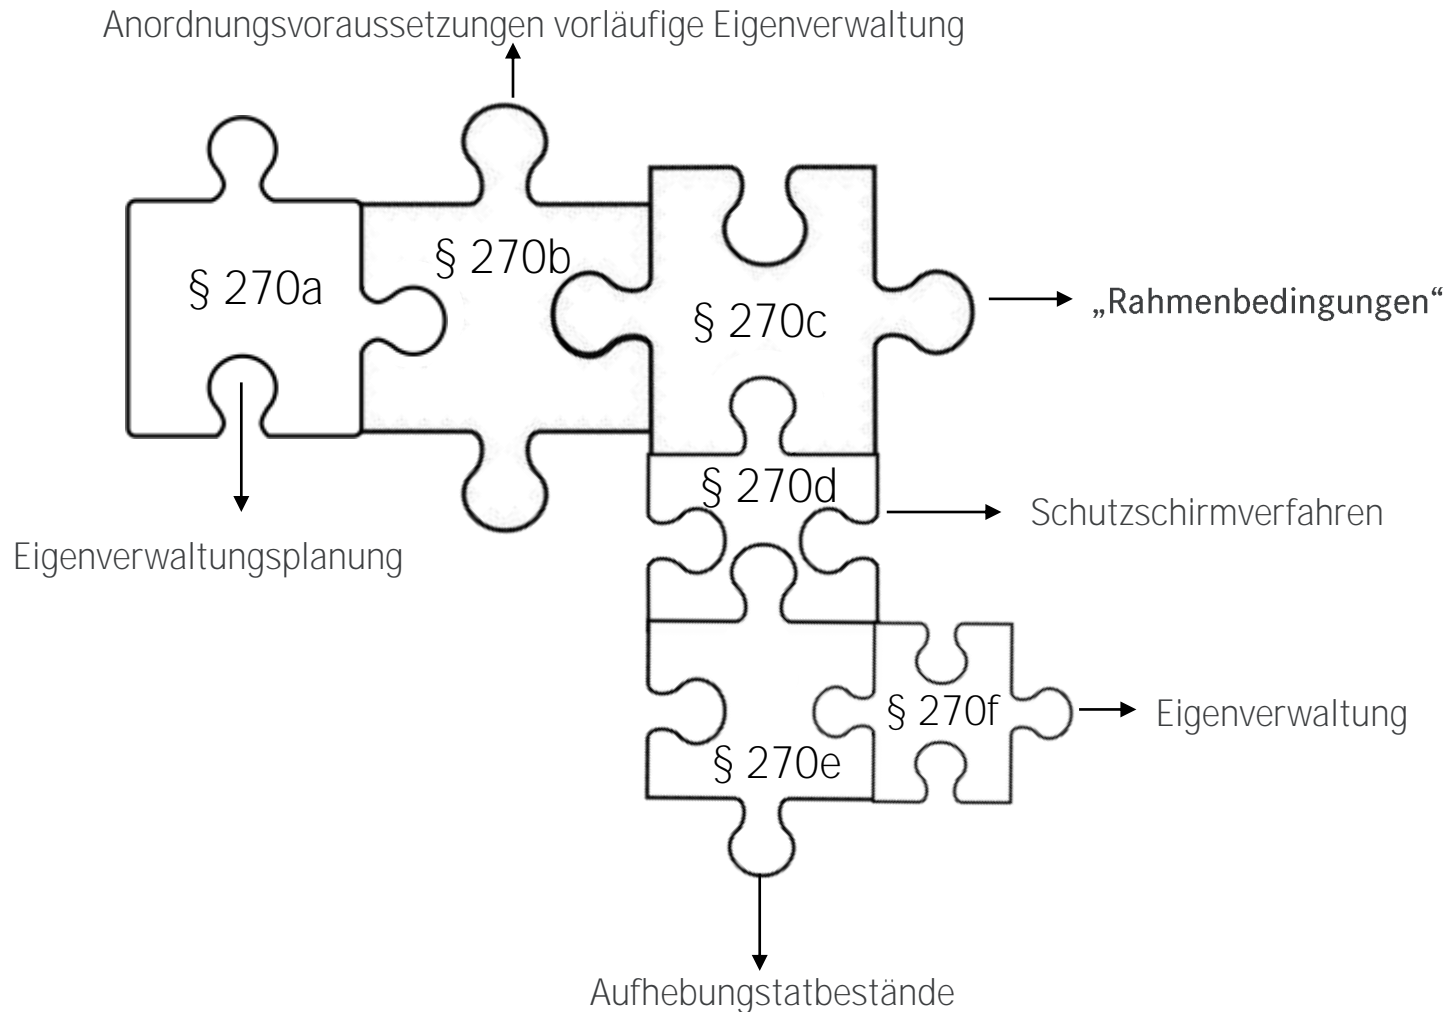 Anordnungsvoraussetzungen vorläufige Eigenverwaltung
§ 270a
§ 270b
§ 270c
„Rahmenbedingungen“
§ 270d
Schutzschirmverfahren
Eigenverwaltungsplanung
§ 270f
Eigenverwaltung
§ 270e
Aufhebungstatbestände